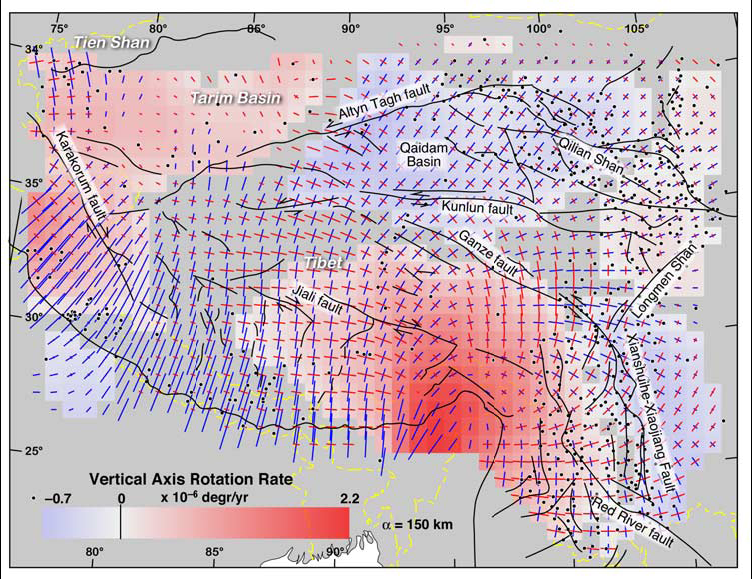 75° 80° 85° 90° 95° 100° 105°
34°
Tien Shan
Tarim Basin
Altyn Tagh fault
Karakorum fault
Qaidam
Basin
Qilian Shan
35°
Kunlun fault
Ganze fault
Tibet
Jiali fault
Longmen Shan
30°
Xianshuihe-Xiaojiang Fault
25°
Vertical Axis Rotation Rate
−0.7 0 x 10⁻⁶ degr/yr 2.2
α = 150 km
Red River fault
80° 85° 90°